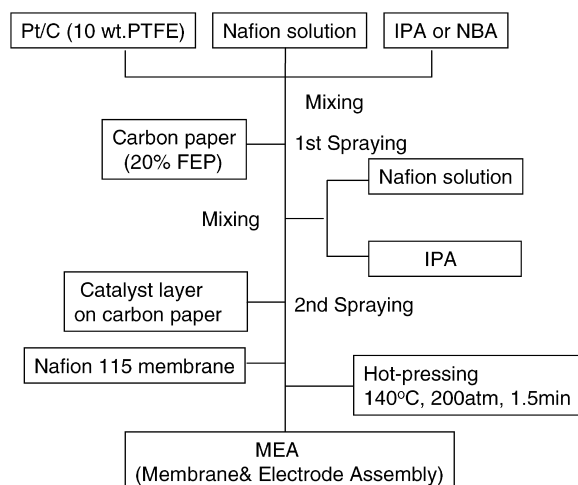 Pt/C (10 wt.PTFE)
Nafion solution
IPA or NBA
Mixing
Carbon paper
(20% FEP)
1st Spraying
Nafion solution
Mixing
IPA
Catalyst layer
on carbon paper
2nd Spraying
Nafion 115 membrane
Hot-pressing
140°C, 200atm, 1.5min
MEA
(Membrane& Electrode Assembly)